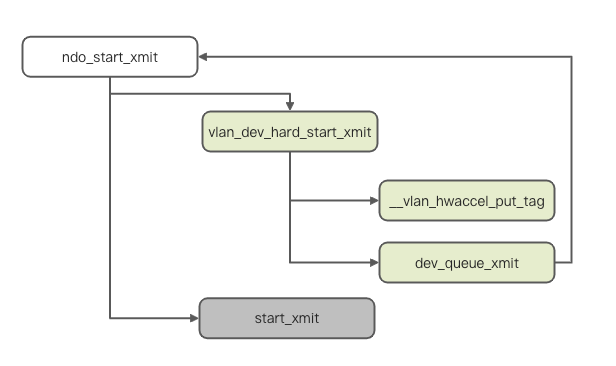 ndo_start_xmit
vlan_dev_hard_start_xmit
__vlan_hwaccel_put_tag
dev_queue_xmit
start_xmit